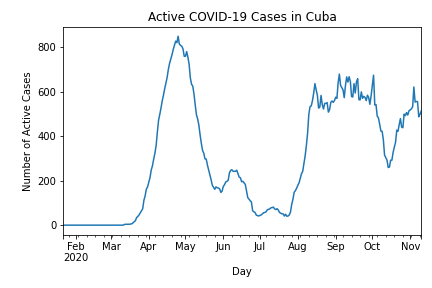 Active COVID-19 Cases in Cuba
Number of Active Cases
800
600
400
200
0
Feb Mar Apr May Jun Jul Aug Sep Oct Nov
2020
Day